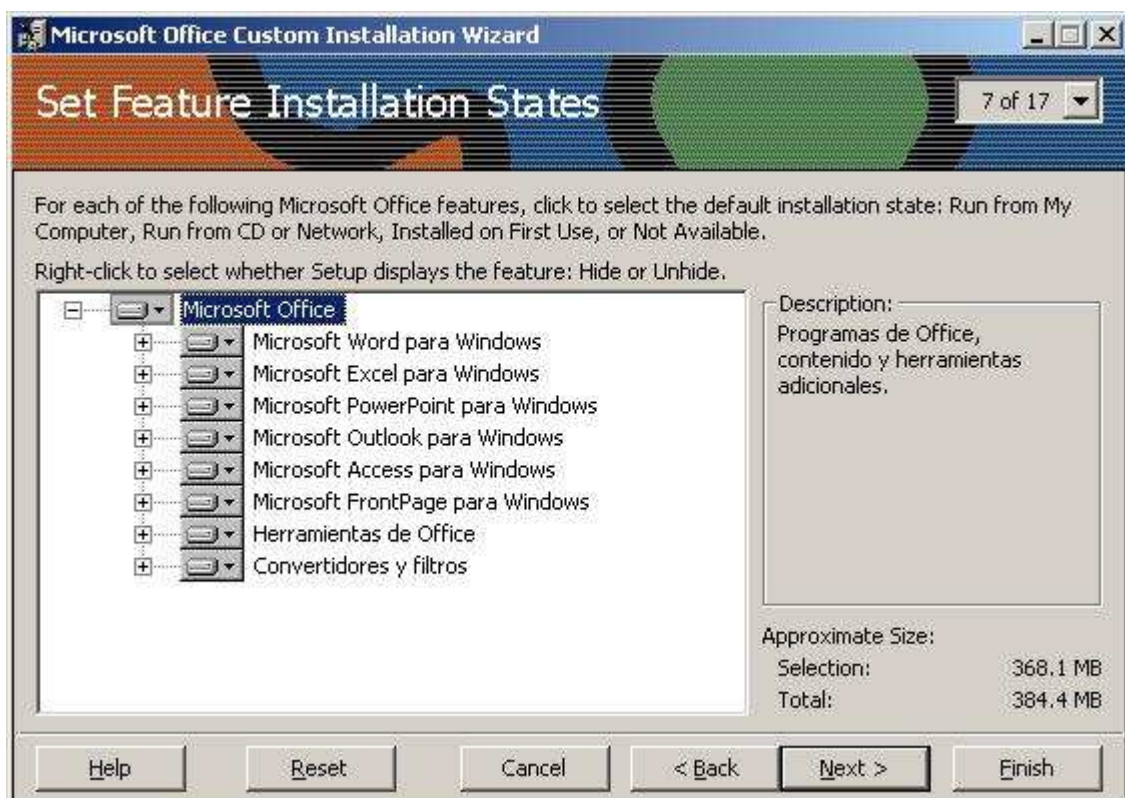 Microsoft Office Custom Installation Wizard
Set Feature Installation States
7 of 17
For each of the following Microsoft Office features, click to select the default installation state: Run from My
Computer, Run from CD or Network, Installed on First Use, or Not Available.
Right-click to select whether Setup displays the feature: Hide or Unhide.
Microsoft Office
Microsoft Word para Windows
Microsoft Excel para Windows
Microsoft PowerPoint para Windows
Microsoft Outlook para Windows
Microsoft Access para Windows
Microsoft FrontPage para Windows
Herramientas de Office
Convertidores y filtros
Description:
Programas de Office,
contenido y herramientas
adicionales.
Approximate Size:
Selection: 368.1 MB
Total: 384.4 MB
Help Reset Cancel < Back Next > Finish